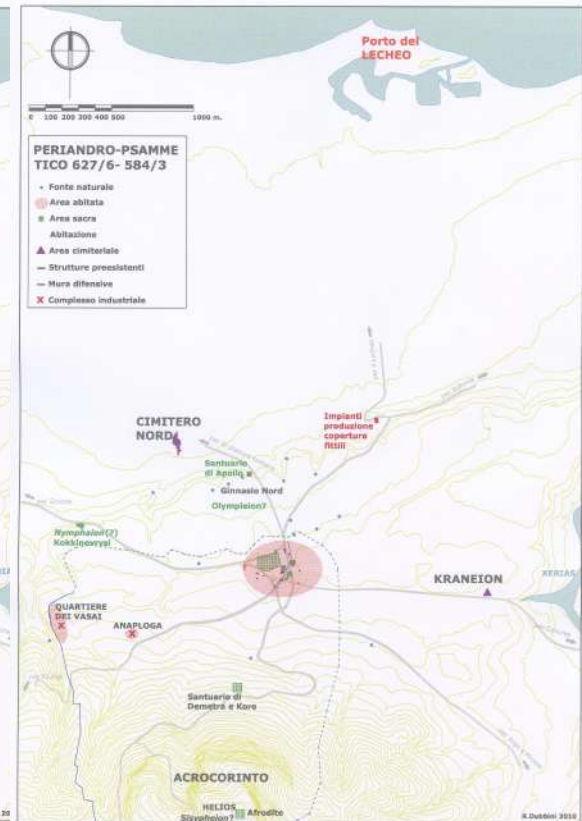 Porto del
LECHEO
0 100 200 300 400 500 1000 m.
PERIANDRO-PSAMME
TICO 627/6- 584/3
Fonte naturale
Area abitata
Area sacra
Abitazione
Area cimiteriale
Strutture preesistenti
Mura difensive
Complesso industriale
Impianti
produzione
coperture
fittili
CIMITERO
NORD
Santuario
di Apollo
Ginnasio Nord
Olympieion?
Nymphaion(?)
Kokkinovrysi
KRANEION
XERIAS
QUARTIERE
DEI VASAI
ANAPLOGA
Santuario di
Demetra e Kore
ACROCORINTO
HELIOS
Sisypheion?
Afrodite
20
R.Dubbini 2010